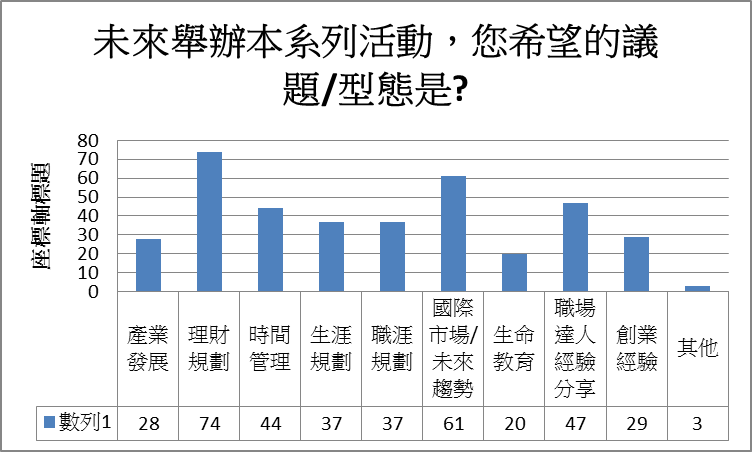 未來舉辦本系列活動，您希望的議
題/型態是?
座標軸標題
80
70
60
50
40
30
20
10
0
產業
發展
理財
規劃
時間
管理
生涯
規劃
職涯
規劃
國際
市場/
未來
趨勢
生命
教育
職場
達人
經驗
分享
創業
經驗
其他
數列1 28 74 44 37 37 61 20 47 29 3